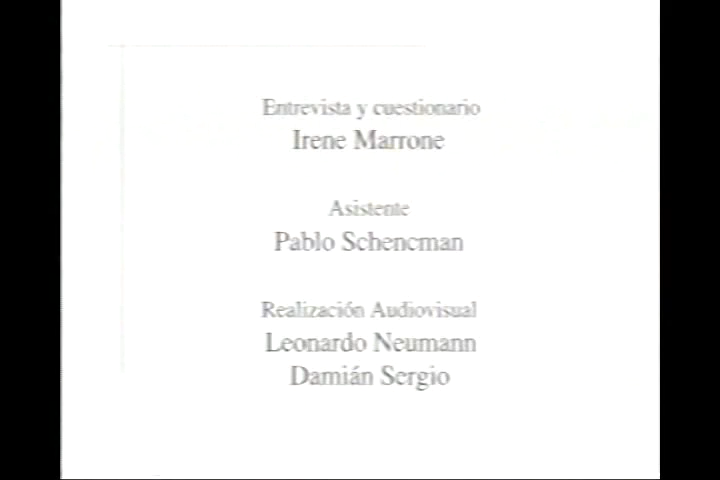 Entrevista y cuestionario
Irene Marrone
Asistente
Pablo Schencman
Realización Audiovisual
Leonardo Neumann
Damián Sergio